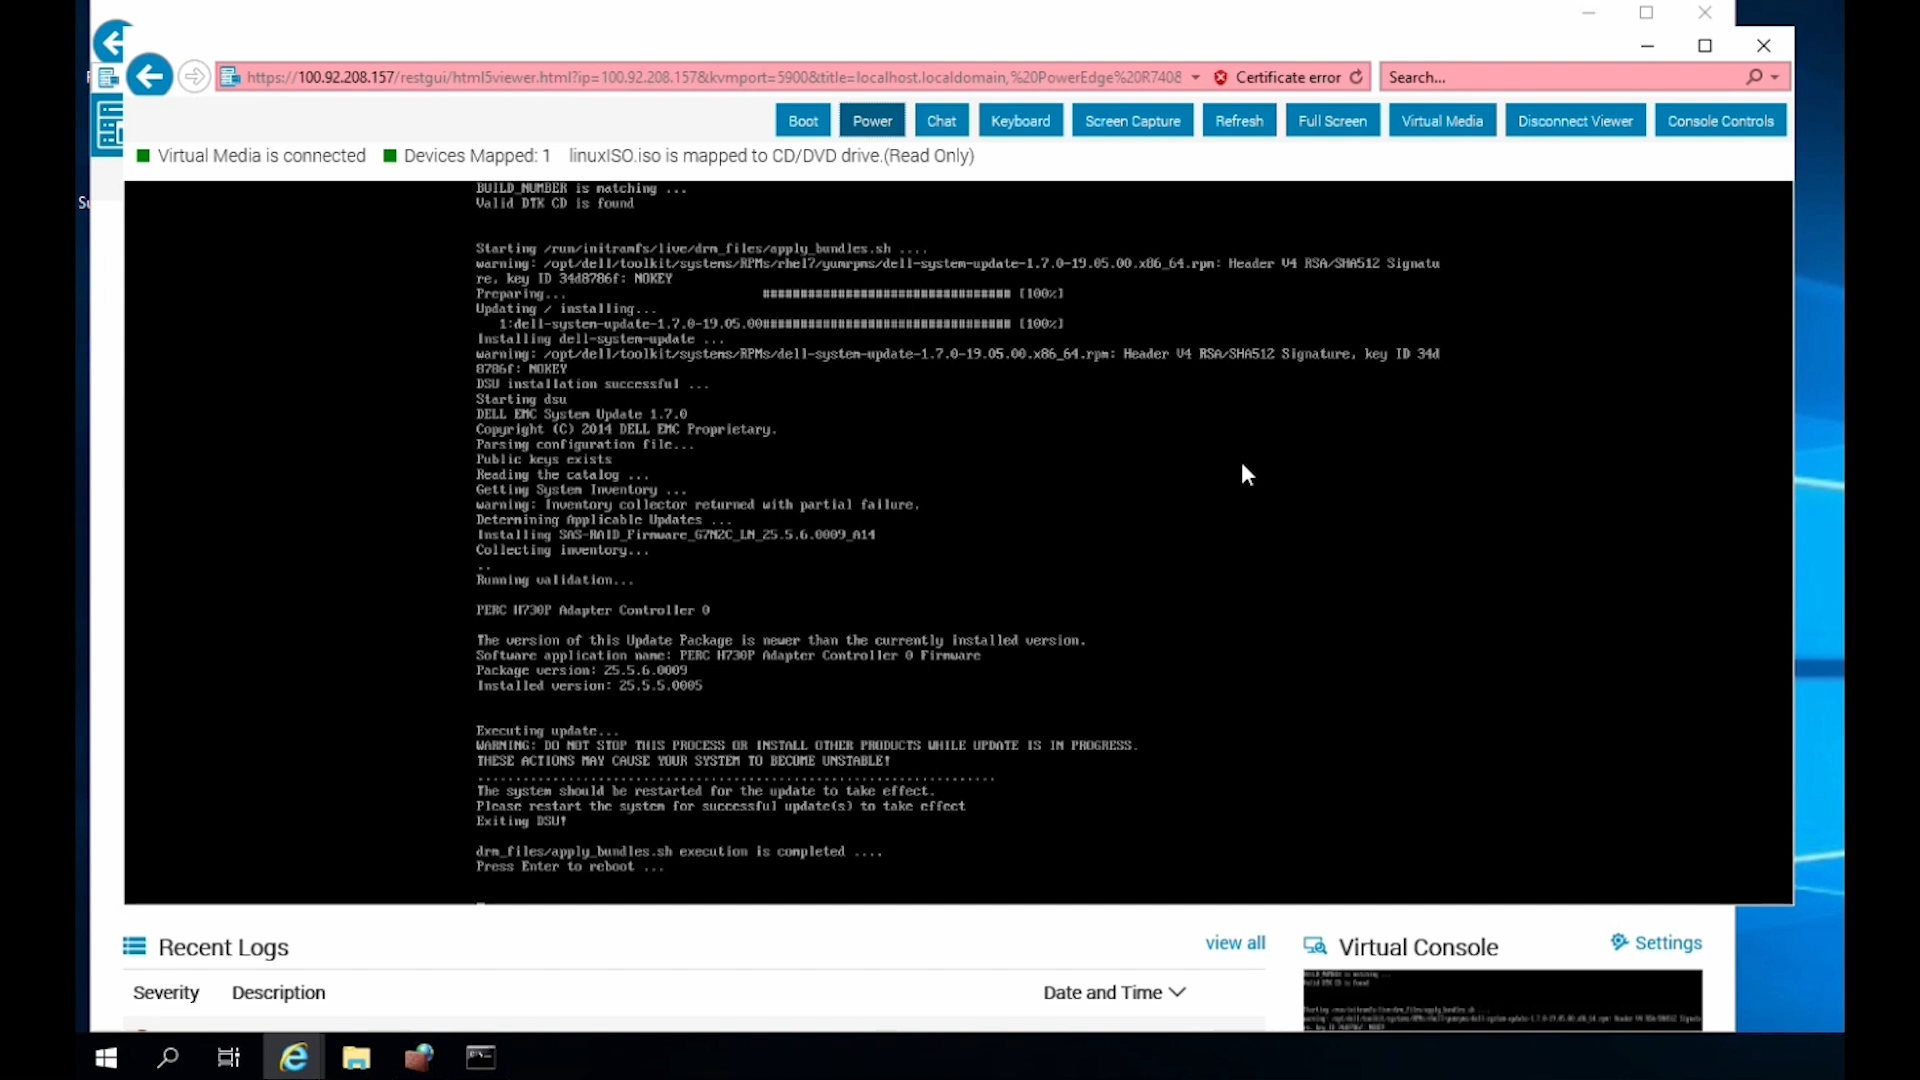 https://100.92.208.157/restgui/html5viewer.html?ip=100.92.208.157&kvmport=5900&title=localhost.localdomain,%20PowerEdge%20R740&
Certificate error
Search...
Boot
Power
Chat
Keyboard
Screen Capture
Refresh
Full Screen
Virtual Media
Disconnect Viewer
Console Controls
Virtual Media is connected
Devices Mapped: 1
linuxISO.iso is mapped to CD/DVD drive.(Read Only)
BUILD_NUMBER is matching ...
Valid DTK CD is found
Starting /run/initramfs/live/drm_files/apply_bundles.sh ....
warning: /opt/dell/toolkit/systems/RPMs/rhel7/yumrpms/dell-system-update-1.7.0-19.05.00.x86_64.rpm: Header V4 RSA/SHA512 Signatu
re, key ID 34d8786f: NOKEY
Preparing... ################################# [100%]
Updating / installing...
1:dell-system-update-1.7.0-19.05.00################################# [100%]
Installing dell-system-update ...
warning: /opt/dell/toolkit/systems/RPMs/dell-system-update-1.7.0-19.05.00.x86_64.rpm: Header V4 RSA/SHA512 Signature, key ID 34d
8786f: NOKEY
DSU installation successful ...
Starting dsu
DELL EMC System Update 1.7.0
Copyright (C) 2014 DELL EMC Proprietary.
Parsing configuration file...
Public keys exists
Reading the catalog ...
Getting System Inventory ...
warning: Inventory collector returned with partial failure.
Determining Applicable Updates ...
Installing SAS-RAID_Firmware_G7N2C_LN_25.5.6.0009_A14
Collecting inventory...
..
Running validation...
PERC H730P Adapter Controller 0
The version of this Update Package is newer than the currently installed version.
Software application name: PERC H730P Adapter Controller 0 Firmware
Package version: 25.5.6.0009
Installed version: 25.5.5.0005
Executing update...
WARNING: DO NOT STOP THIS PROCESS OR INSTALL OTHER PRODUCTS WHILE UPDATE IS IN PROGRESS.
THESE ACTIONS MAY CAUSE YOUR SYSTEM TO BECOME UNSTABLE!
.....................................................................
The system should be restarted for the update to take effect.
Please restart the system for successful update(s) to take effect
Exiting DSU!
drm_files/apply_bundles.sh execution is completed ....
Press Enter to reboot ...
Recent Logs
view all
Severity
Description
Date and Time
Virtual Console
Settings